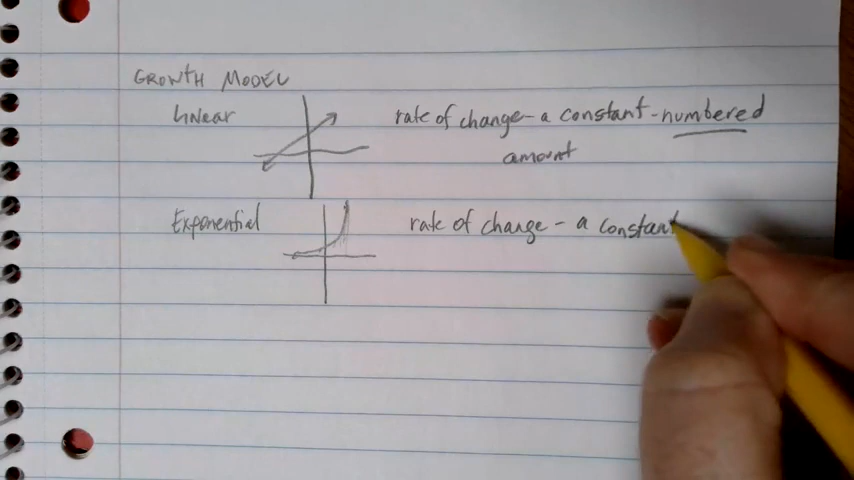 GROWTH MODEL
linear rate of change - a constant - numbered
amount
Exponential rate of change - a constant